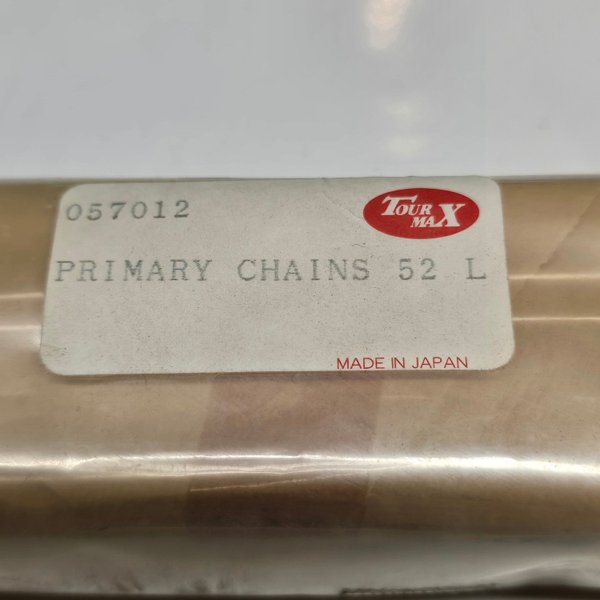 057012
TOUR
MAX
PRIMARY CHAINS 52 L
MADE IN JAPAN